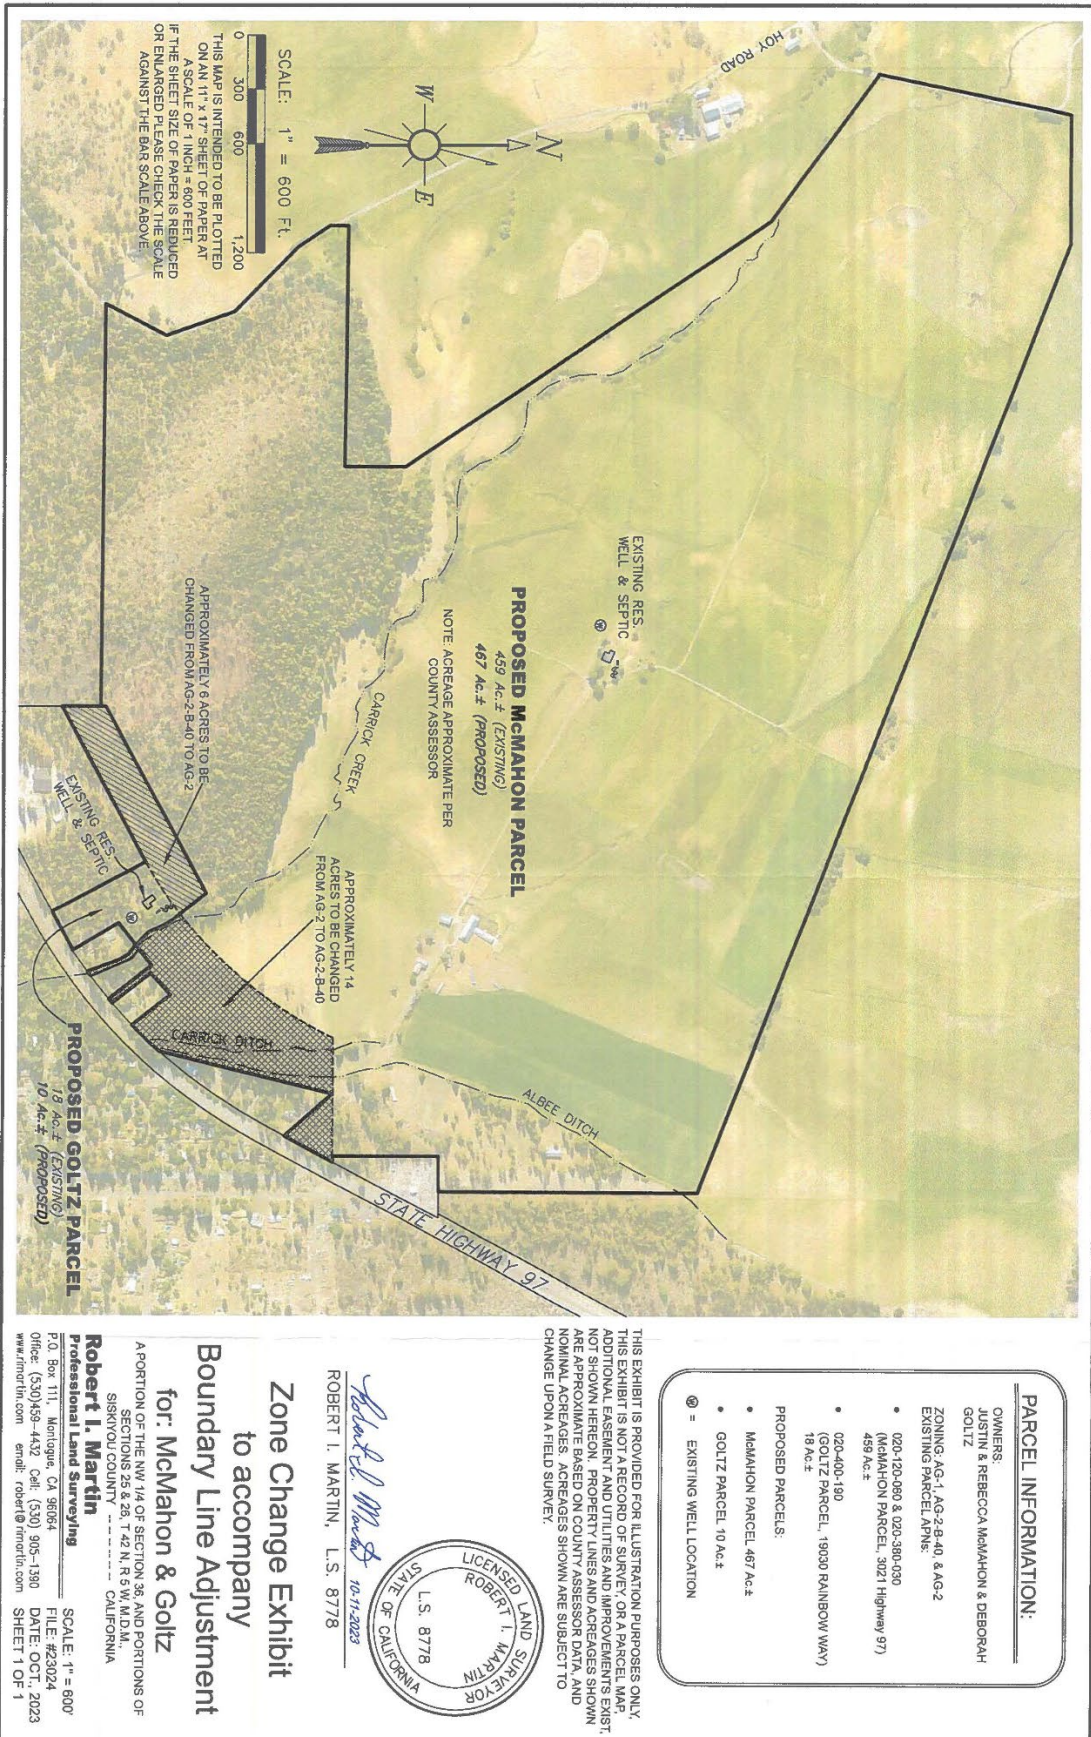 HOY ROAD
N
W
E
SCALE: 1" = 600 Ft.
0 300 600 1,200
THIS MAP IS INTENDED TO BE PLOTTED
ON AN 11" x 17" SHEET OF PAPER AT
A SCALE OF 1 INCH = 600 FEET.
IF THE SHEET SIZE OF PAPER IS REDUCED
OR ENLARGED PLEASE CHECK THE SCALE
AGAINST THE BAR SCALE ABOVE.
EXISTING RES.
WELL & SEPTIC
W
PROPOSED McMAHON PARCEL
459 Ac.± (EXISTING)
467 Ac.± (PROPOSED)
NOTE ACREAGE APPROXIMATE PER
COUNTY ASSESSOR
CARRICK CREEK
APPROXIMATELY 6 ACRES TO BE
CHANGED FROM AG-2-B-40 TO AG-2
EXISTING RES.
WELL & SEPTIC
W
APPROXIMATELY 14
ACRES TO BE CHANGED
FROM AG-2 TO AG-2-B-40
CARRICK DITCH
ALBEE DITCH
STATE HIGHWAY 97
PROPOSED GOLTZ PARCEL
18 Ac.± (EXISTING)
10 Ac.± (PROPOSED)
PARCEL INFORMATION:
OWNERS:
JUSTIN & REBECCA McMAHON & DEBORAH
GOLTZ
ZONING: AG-1, AG-2-B-40, & AG-2
EXISTING PARCEL APNs:
• 020-120-060 & 020-380-030
(McMAHON PARCEL, 3021 Highway 97)
459 Ac.±
• 020-400-190
(GOLTZ PARCEL, 19030 RAINBOW WAY)
18 Ac.±
PROPOSED PARCELS:
• McMAHON PARCEL 467 Ac.±
• GOLTZ PARCEL 10 Ac.±
W = EXISTING WELL LOCATION
THIS EXHIBIT IS PROVIDED FOR ILLUSTRATION PURPOSES ONLY,
THIS EXHIBIT IS NOT A RECORD OF SURVEY, OR A PARCEL MAP,
ADDITIONAL EASEMENT AND UTILITIES AND IMPROVEMENTS EXIST,
NOT SHOWN HEREON. PROPERTY LINES AND ACREAGES SHOWN
ARE APPROXIMATE BASED ON COUNTY ASSESSOR DATA, AND
NOMINAL ACREAGES. ACREAGES SHOWN ARE SUBJECT TO
CHANGE UPON A FIELD SURVEY.
LICENSED LAND SURVEYOR
ROBERT I. MARTIN
L.S. 8778
STATE OF CALIFORNIA
Robert I. Martin 10-11-2023
ROBERT I. MARTIN, L.S. 8778
Zone Change Exhibit
to accompany
Boundary Line Adjustment
for: McMahon & Goltz
A PORTION OF THE NW 1/4 OF SECTION 36, AND PORTIONS OF
SECTIONS 25 & 26, T 42 N, R 5 W, M.D.M.,
SISKIYOU COUNTY -------- CALIFORNIA
Robert I. Martin
Professional Land Surveying
P.O. Box 111, Montague, CA 96064
Office: (530)459-4432 Cell: (530) 905-1390
www.rimartin.com email: robert@rimartin.com
SCALE: 1" = 600'
FILE: #23024
DATE: OCT., 2023
SHEET 1 OF 1